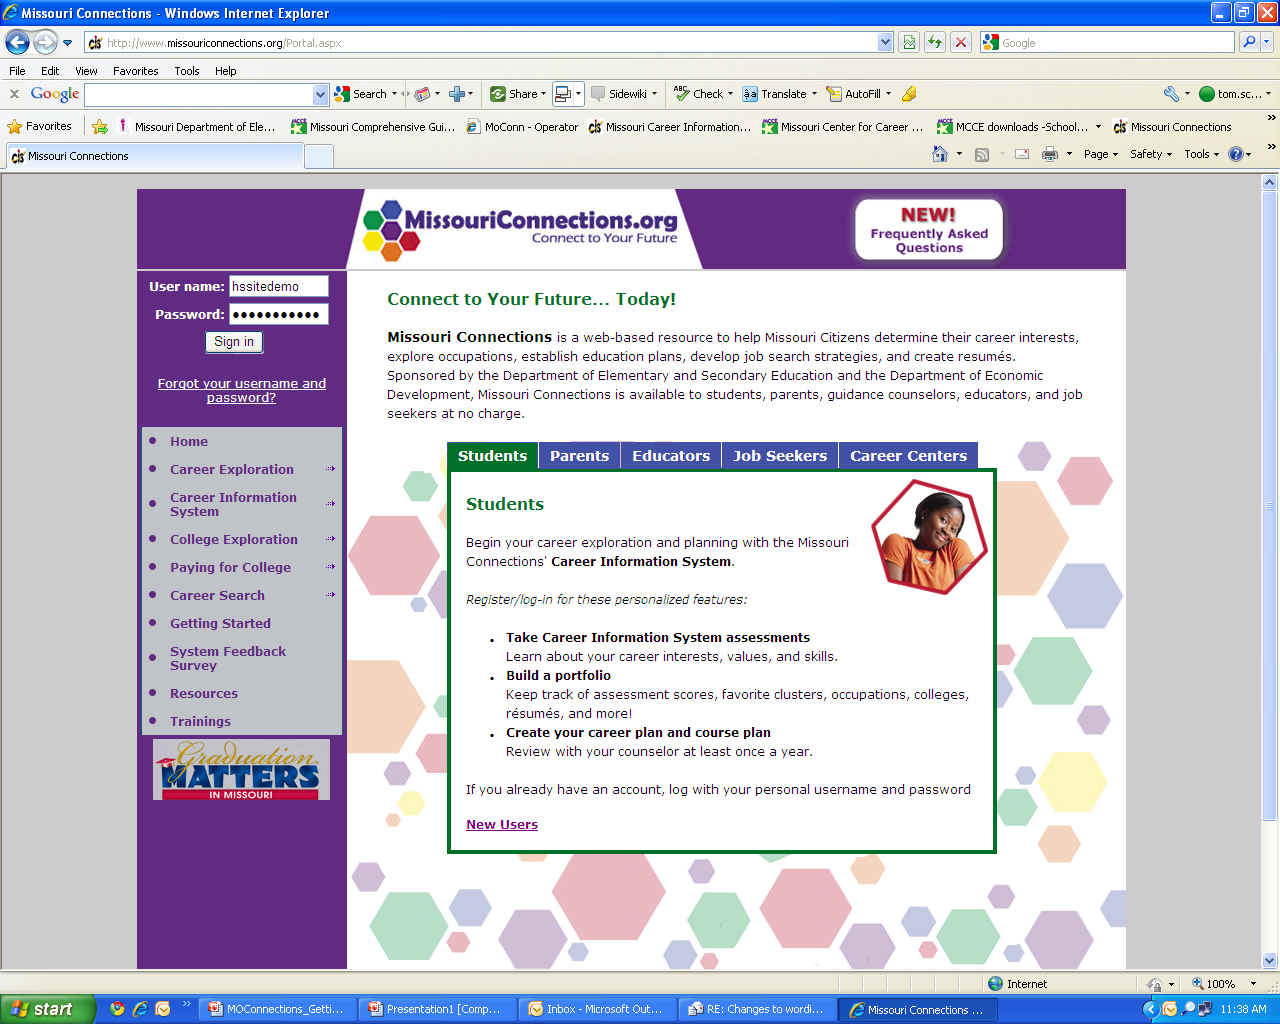 Missouri Connections - Windows Internet Explorer
http://www.missouriconnections.org/Portal.aspx
Google
File Edit View Favorites Tools Help
x Google Search Share Sidewiki ABC Check Translate AutoFill tom.sc...
Favorites Missouri Department of Ele... Missouri Comprehensive Gui... MoConn - Operator Missouri Career Information... Missouri Center for Career ... MCCE downloads -School... Missouri Connections
Missouri Connections Page Safety Tools
MissouriConnections.org
Connect to Your Future
NEW!
Frequently Asked
Questions
User name: hssitedemo
Password: ●●●●●●●●●●●
Sign in
Forgot your username and
password?
Home
Career Exploration
Career Information
System
College Exploration
Paying for College
Career Search
Getting Started
System Feedback
Survey
Resources
Trainings
Graduation
MATTERS
IN MISSOURI
Connect to Your Future... Today!
Missouri Connections is a web-based resource to help Missouri Citizens determine their career interests,
explore occupations, establish education plans, develop job search strategies, and create resumés.
Sponsored by the Department of Elementary and Secondary Education and the Department of Economic
Development, Missouri Connections is available to students, parents, guidance counselors, educators, and job
seekers at no charge.
Students Parents Educators Job Seekers Career Centers
Students
Begin your career exploration and planning with the Missouri
Connections' Career Information System.
Register/log-in for these personalized features:
• Take Career Information System assessments
Learn about your career interests, values, and skills.
• Build a portfolio
Keep track of assessment scores, favorite clusters, occupations, colleges,
résumés, and more!
• Create your career plan and course plan
Review with your counselor at least once a year.
If you already have an account, log with your personal username and password
New Users
Internet 100%
start MOConnections_Getti... Presentation1 [Comp... Inbox - Microsoft Out... RE: Changes to wordi... Missouri Connections ... 11:38 AM